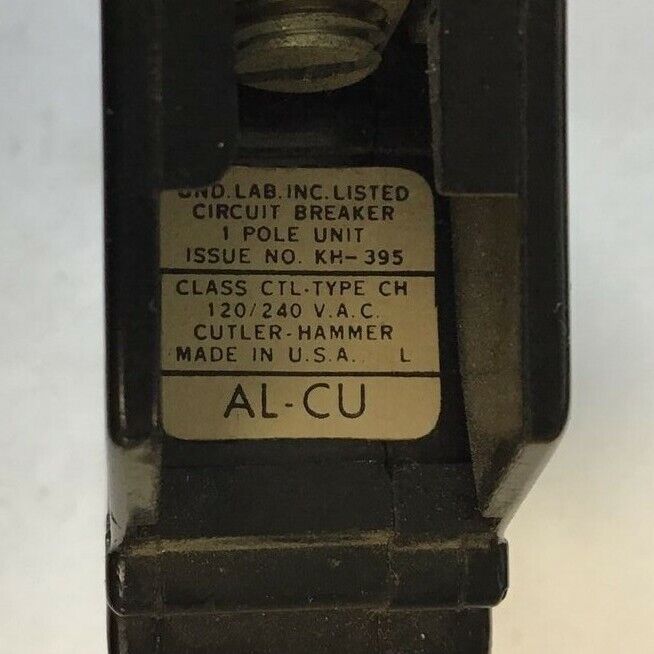 UND. LAB. INC. LISTED
CIRCUIT BREAKER
1 POLE UNIT
ISSUE NO. KH-395
CLASS CTL-TYPE CH
120/240 V.A.C.
CUTLER-HAMMER
MADE IN U.S.A. L
AL-CU